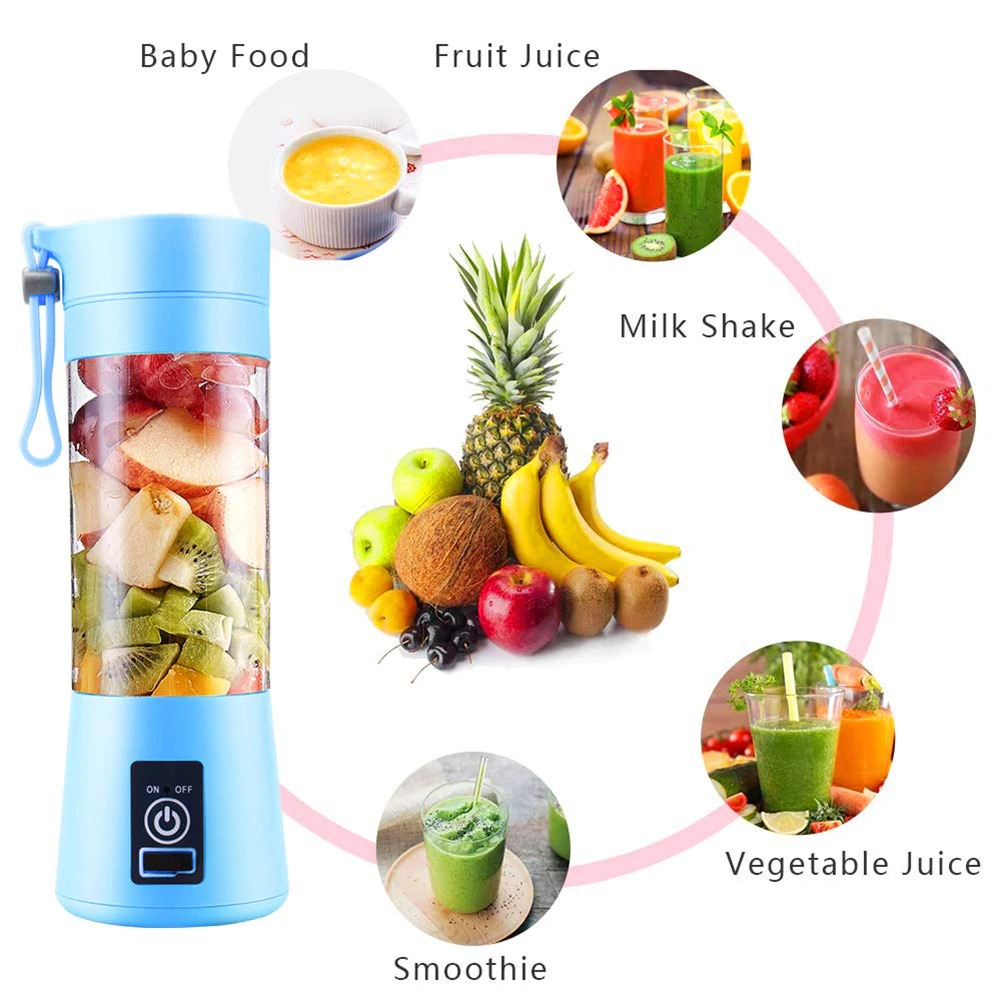 Baby Food
Fruit Juice
Milk Shake
ON OFF
Vegetable Juice
Smoothie